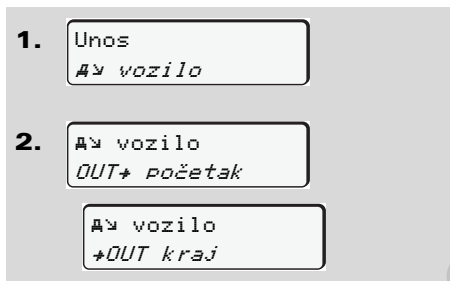 1. Unos
vozilo
2. vozilo
OUT➔ početak
vozilo
➔OUT kraj